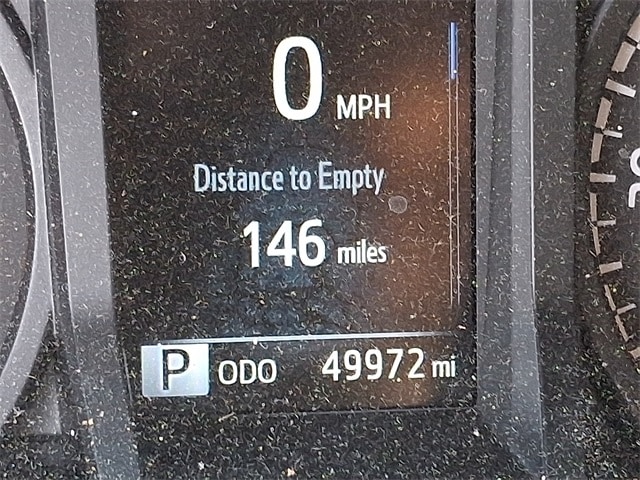 0 MPH
Distance to Empty
146 miles
P ODO 49972 mi